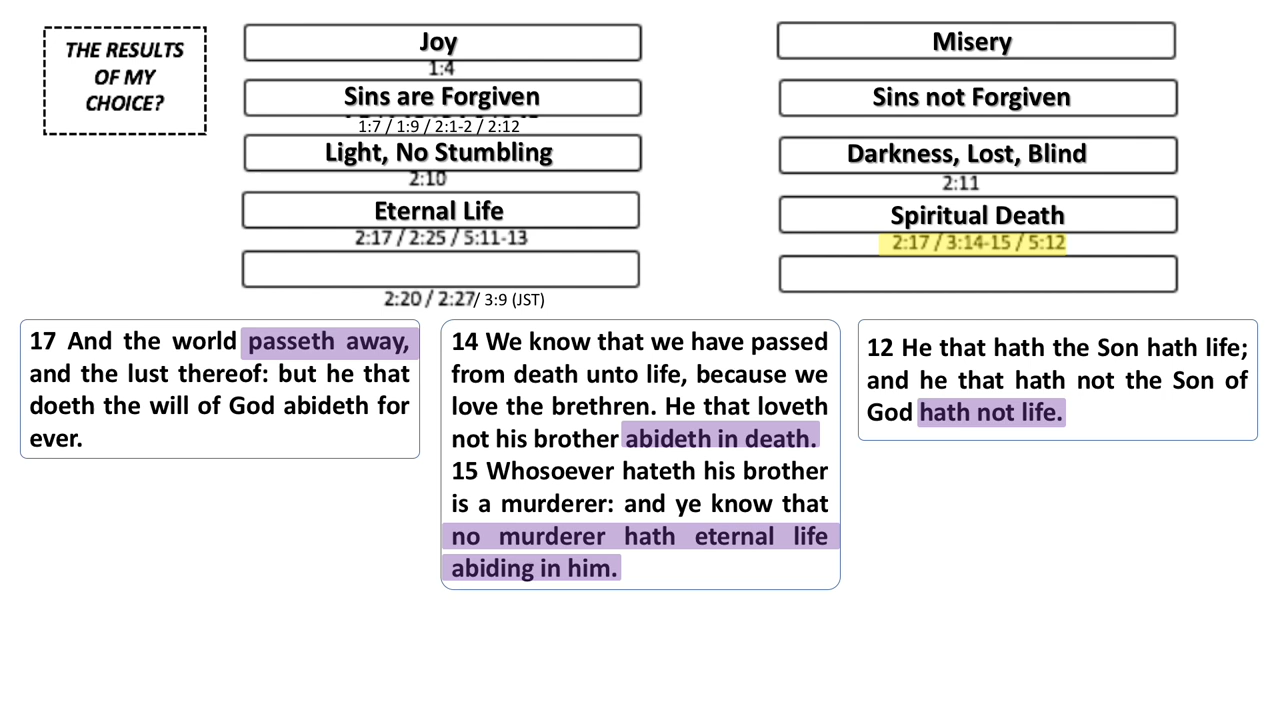 THE RESULTS
OF MY
CHOICE?
Joy
1:4
Sins are Forgiven
1:7 / 1:9 / 2:1-2 / 2:12
Light, No Stumbling
2:10
Eternal Life
2:17 / 2:25 / 5:11-13
2:20 / 2:27/ 3:9 (JST)
Misery
Sins not Forgiven
Darkness, Lost, Blind
2:11
Spiritual Death
2:17 / 3:14-15 / 5:12
17 And the world passeth away,
and the lust thereof: but he that
doeth the will of God abideth for
ever.
14 We know that we have passed
from death unto life, because we
love the brethren. He that loveth
not his brother abideth in death.
15 Whosoever hateth his brother
is a murderer: and ye know that
no murderer hath eternal life
abiding in him.
12 He that hath the Son hath life;
and he that hath not the Son of
God hath not life.